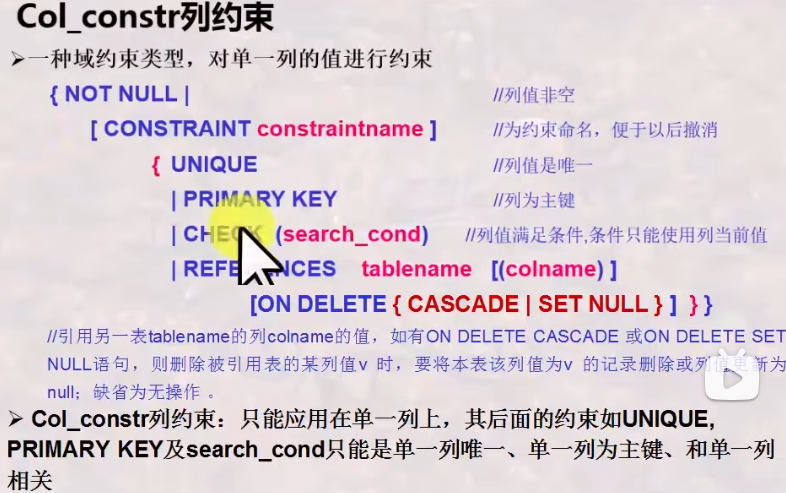 Col_constr列约束
➢一种域约束类型，对单一列的值进行约束
{ NOT NULL | //列值非空
[ CONSTRAINT constraintname ] //为约束命名，便于以后撤消
{ UNIQUE //列值是唯一
| PRIMARY KEY //列为主键
| CHECK (search_cond) //列值满足条件,条件只能使用列当前值
| REFERENCES tablename [(colname) ]
[ON DELETE { CASCADE | SET NULL } ] } }
//引用另一表tablename的列colname的值，如有ON DELETE CASCADE 或ON DELETE SET
NULL语句，则删除被引用表的某列值v 时，要将本表该列值为v 的记录删除或列值更新为
null；缺省为无操作 。
➢ Col_constr列约束：只能应用在单一列上，其后面的约束如UNIQUE,
PRIMARY KEY及search_cond只能是单一列唯一、单一列为主键、和单一列
相关